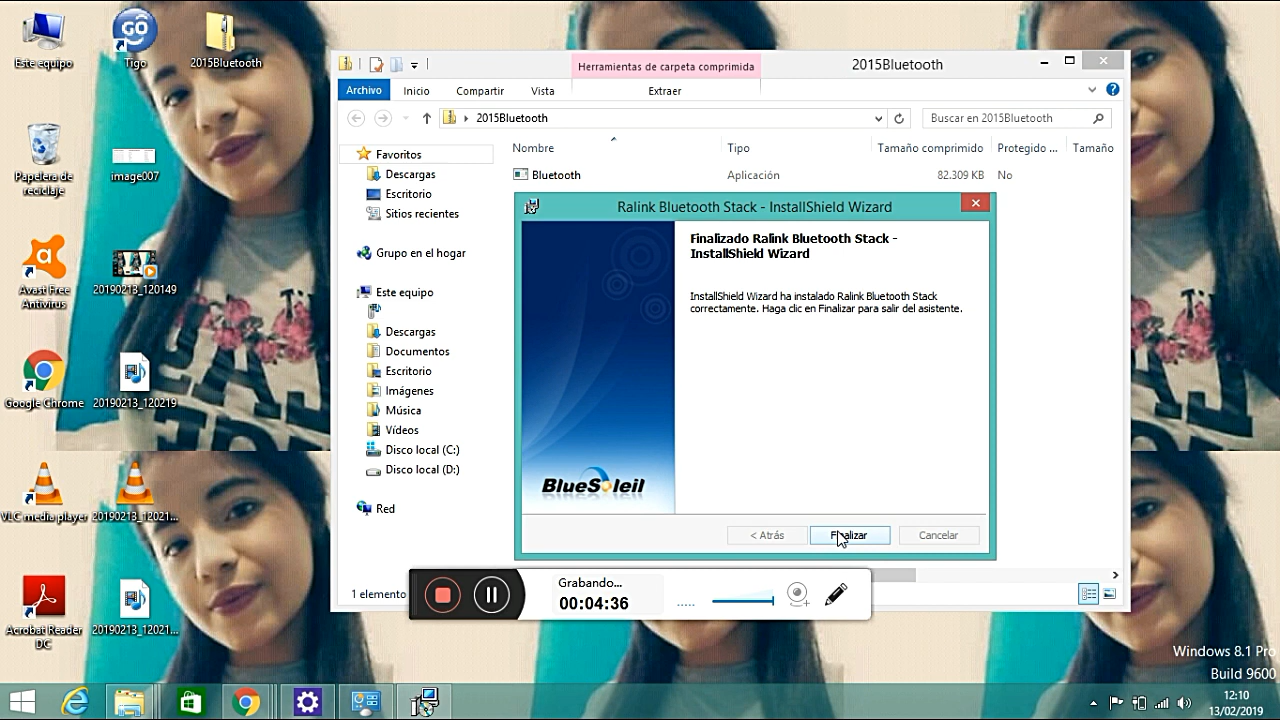 Este equipo
Tigo
2015Bluetooth
Papelera de
reciclaje
image007
Avast Free
Antivirus
20190213_120149
Google Chrome
20190213_120219
VLC media player
20190213_12021...
Acrobat Reader
DC
20190213_12021...
Herramientas de carpeta comprimida
2015Bluetooth
Archivo
Inicio
Compartir
Vista
Extraer
2015Bluetooth
Buscar en 2015Bluetooth
Nombre
Tipo
Tamaño comprimido
Protegido ...
Tamaño
Bluetooth
Aplicación
82.309 KB
No
Favoritos
Descargas
Escritorio
Sitios recientes
Grupo en el hogar
Este equipo
Descargas
Documentos
Escritorio
Imágenes
Música
Vídeos
Disco local (C:)
Disco local (D:)
Red
1 elemento
Ralink Bluetooth Stack - InstallShield Wizard
Finalizado Ralink Bluetooth Stack -
InstallShield Wizard
InstallShield Wizard ha instalado Ralink Bluetooth Stack
correctamente. Haga clic en Finalizar para salir del asistente.
BlueSoleil
< Atrás
Finalizar
Cancelar
Grabando...
00:04:36
Windows 8.1 Pro
Build 9600
12:10
13/02/2019